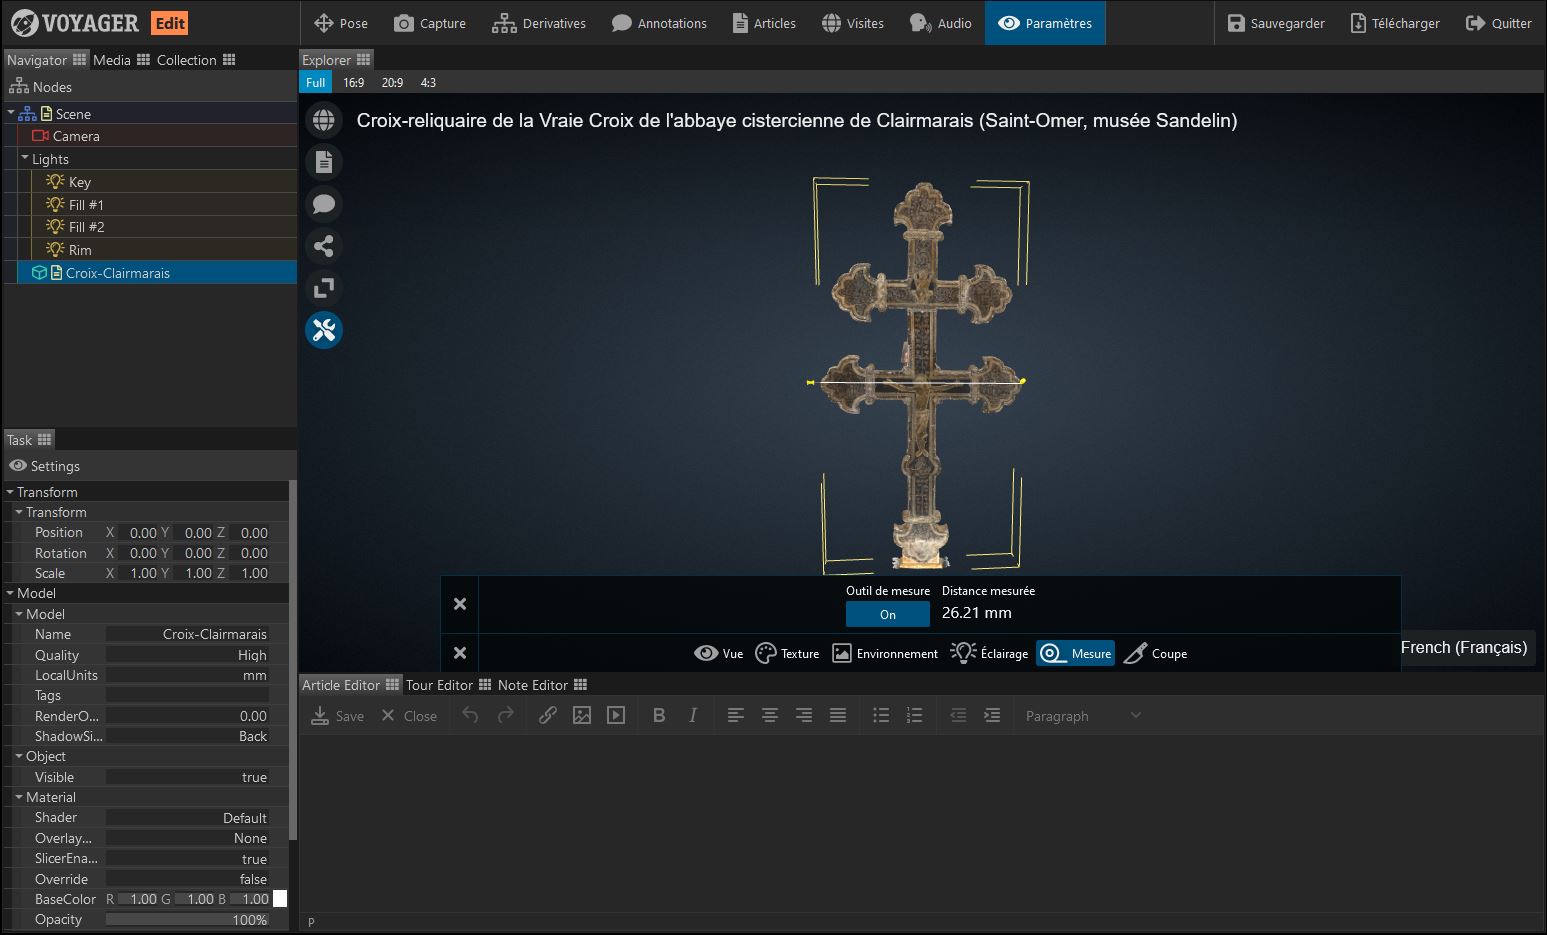 VOYAGER Edit
Pose Capture Derivatives Annotations Articles Visites Audio Paramètres Sauvegarder Télécharger Quitter
Navigator Media Collection
Nodes
Scene
Camera
Lights
Key
Fill #1
Fill #2
Rim
Croix-Clairmarais
Task
Settings
Transform
Transform
Position X 0.00 Y 0.00 Z 0.00
Rotation X 0.00 Y 0.00 Z 0.00
Scale X 1.00 Y 1.00 Z 1.00
Model
Model
Name Croix-Clairmarais
Quality High
LocalUnits mm
Tags
RenderO... 0.00
ShadowSi... Back
Object
Visible true
Material
Shader Default
Overlay... None
SlicerEna... true
Override false
BaseColor R 1.00 G 1.00 B 1.00
Opacity 100%
Explorer
Full 16:9 20:9 4:3
Croix-reliquaire de la Vraie Croix de l'abbaye cistercienne de Clairmarais (Saint-Omer, musée Sandelin)
Outil de mesure Distance mesurée
On 26.21 mm
Vue Texture Environnement Éclairage Mesure Coupe
French (Français)
Article Editor Tour Editor Note Editor
Save Close B I Paragraph
p